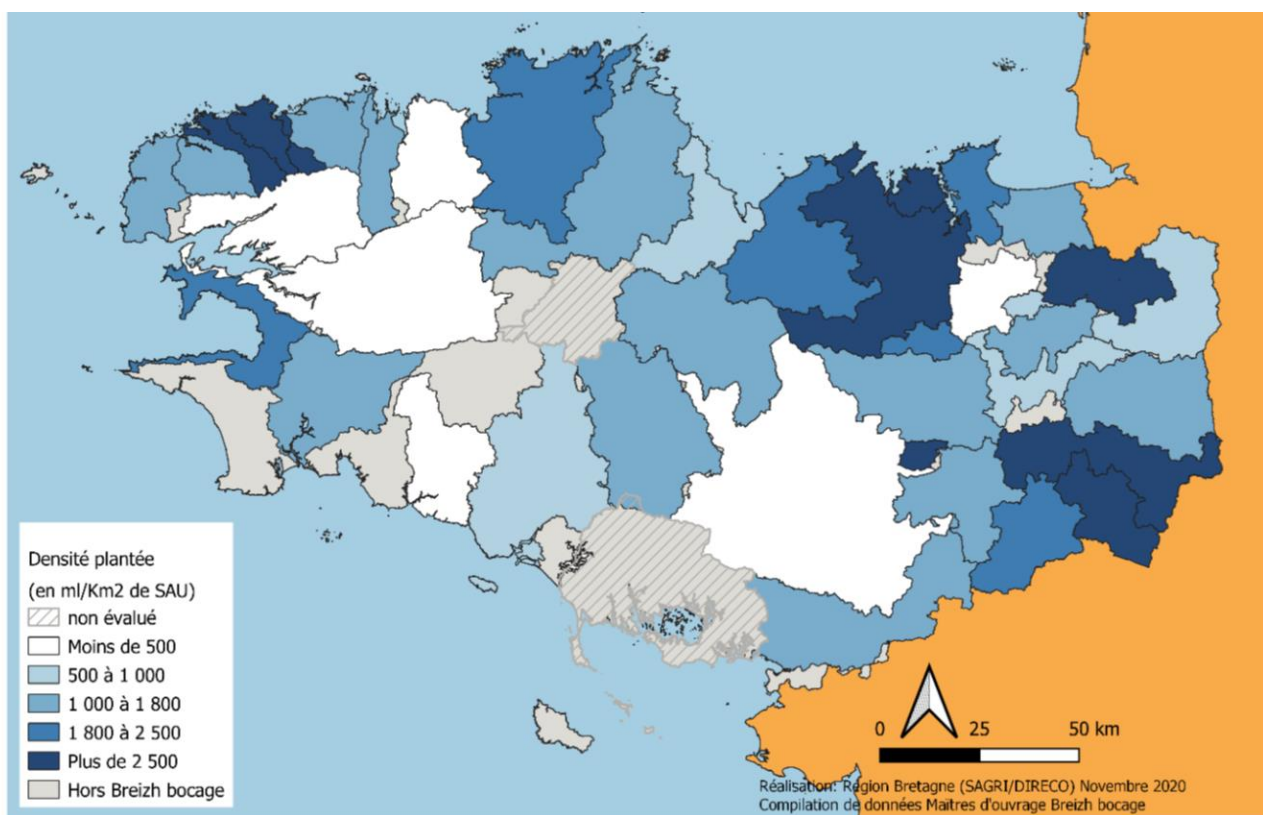 Densité plantée
(en ml/Km2 de SAU)
non évalué
Moins de 500
500 à 1 000
1 000 à 1 800
1 800 à 2 500
Plus de 2 500
Hors Breizh bocage
0 25 50 km
Réalisation: Région Bretagne (SAGRI/DIRECO) Novembre 2020
Compilation de données Maitres d'ouvrage Breizh bocage